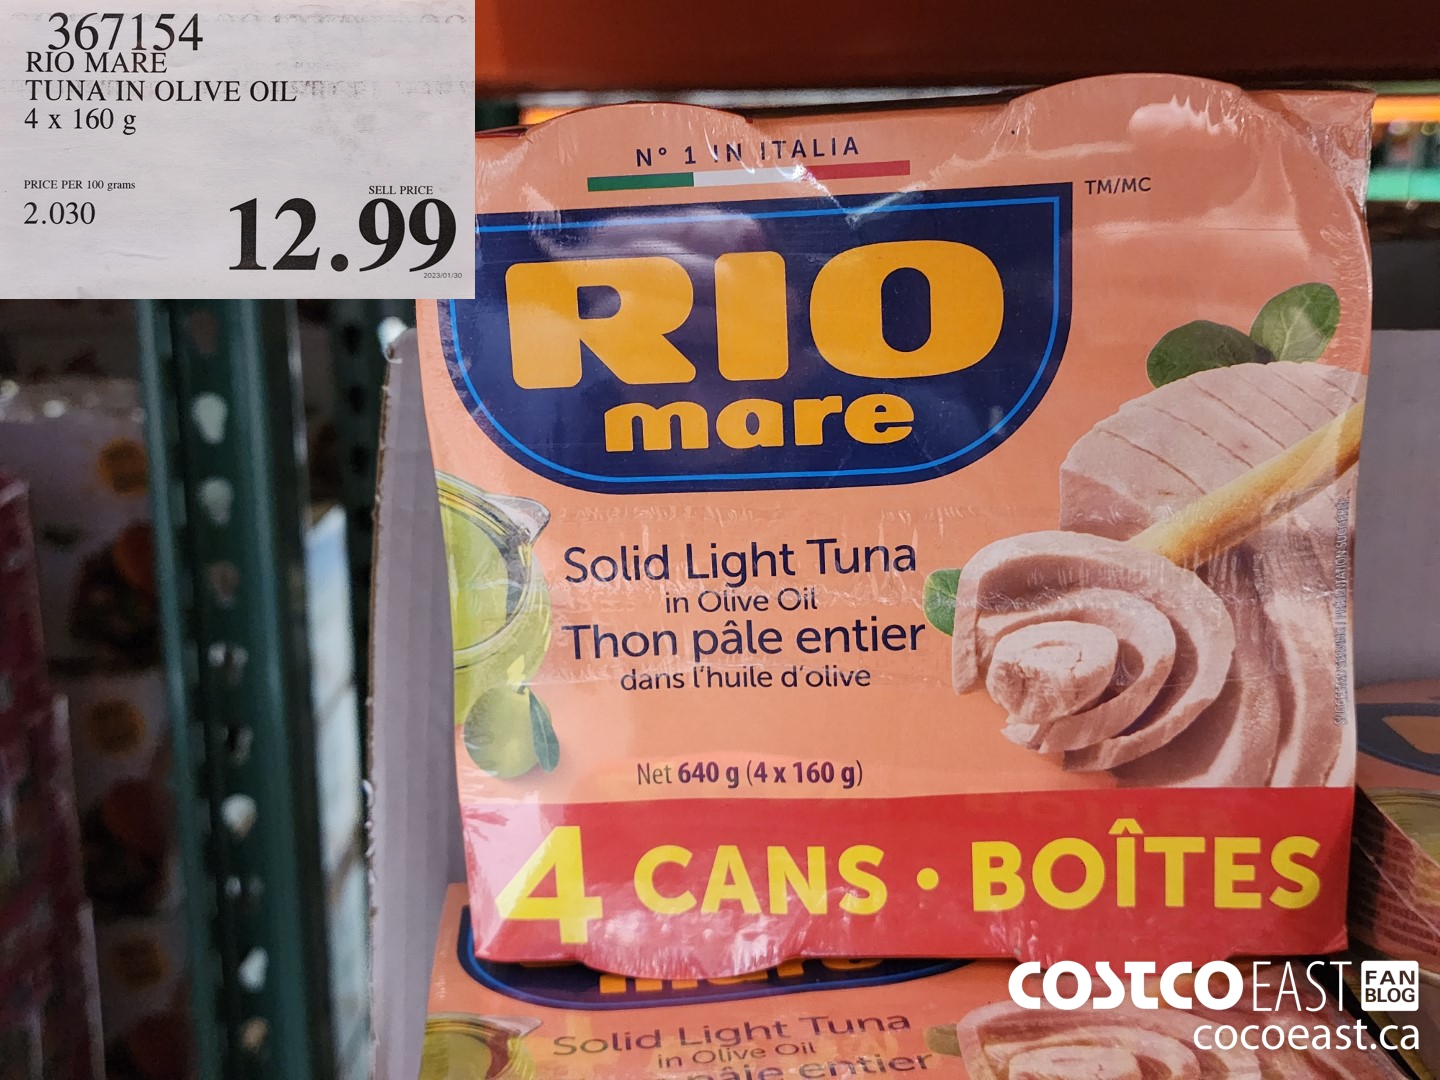 367154
RIO MARE
TUNA IN OLIVE OIL
4 x 160 g
PRICE PER 100 grams
2.030
SELL PRICE
12.99
2023/01/30
N° 1 IN ITALIA
TM/MC
RIO
mare
Solid Light Tuna
in Olive Oil
Thon pâle entier
dans l'huile d'olive
Net 640 g (4 x 160 g)
4 CANS • BOÎTES
mare
Solid Light Tuna
in Olive Oil
pâle entier
COSTCO EAST FAN BLOG
cocoeast.ca